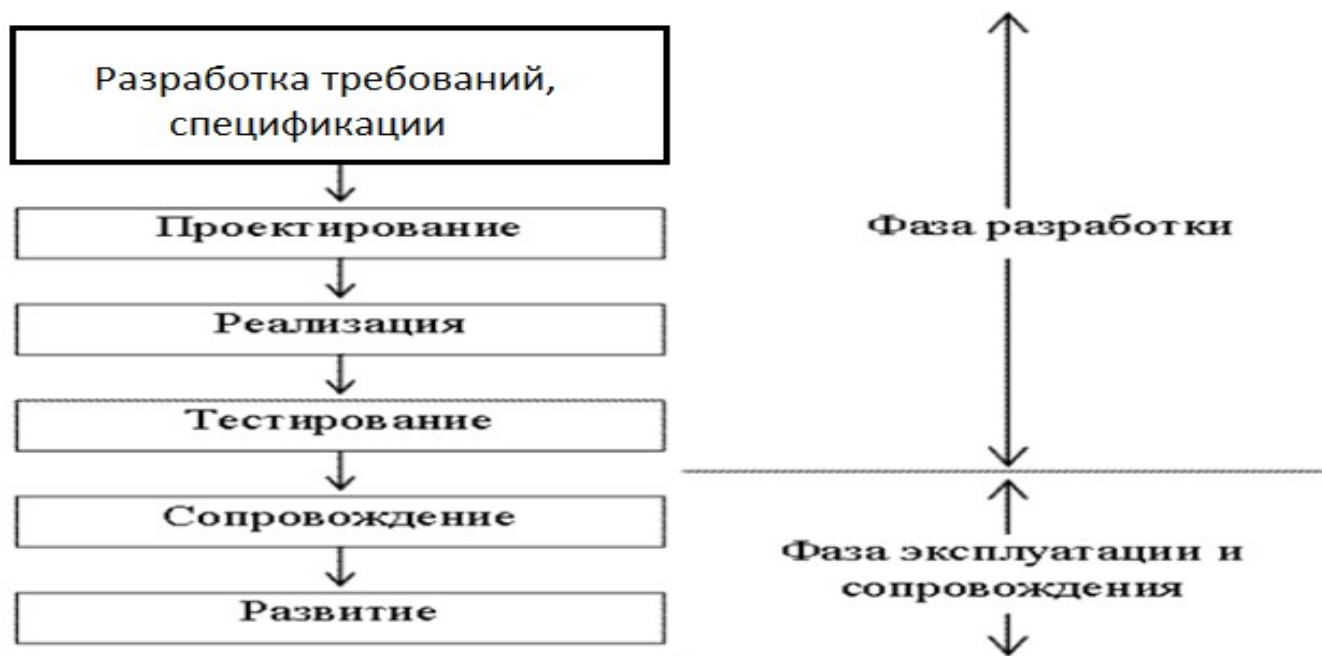 Разработка требований,
спецификации
Проектирование
Реализация
Тестирование
Сопровождение
Развитие
Фаза разработки
Фаза эксплуатации и
сопровождения